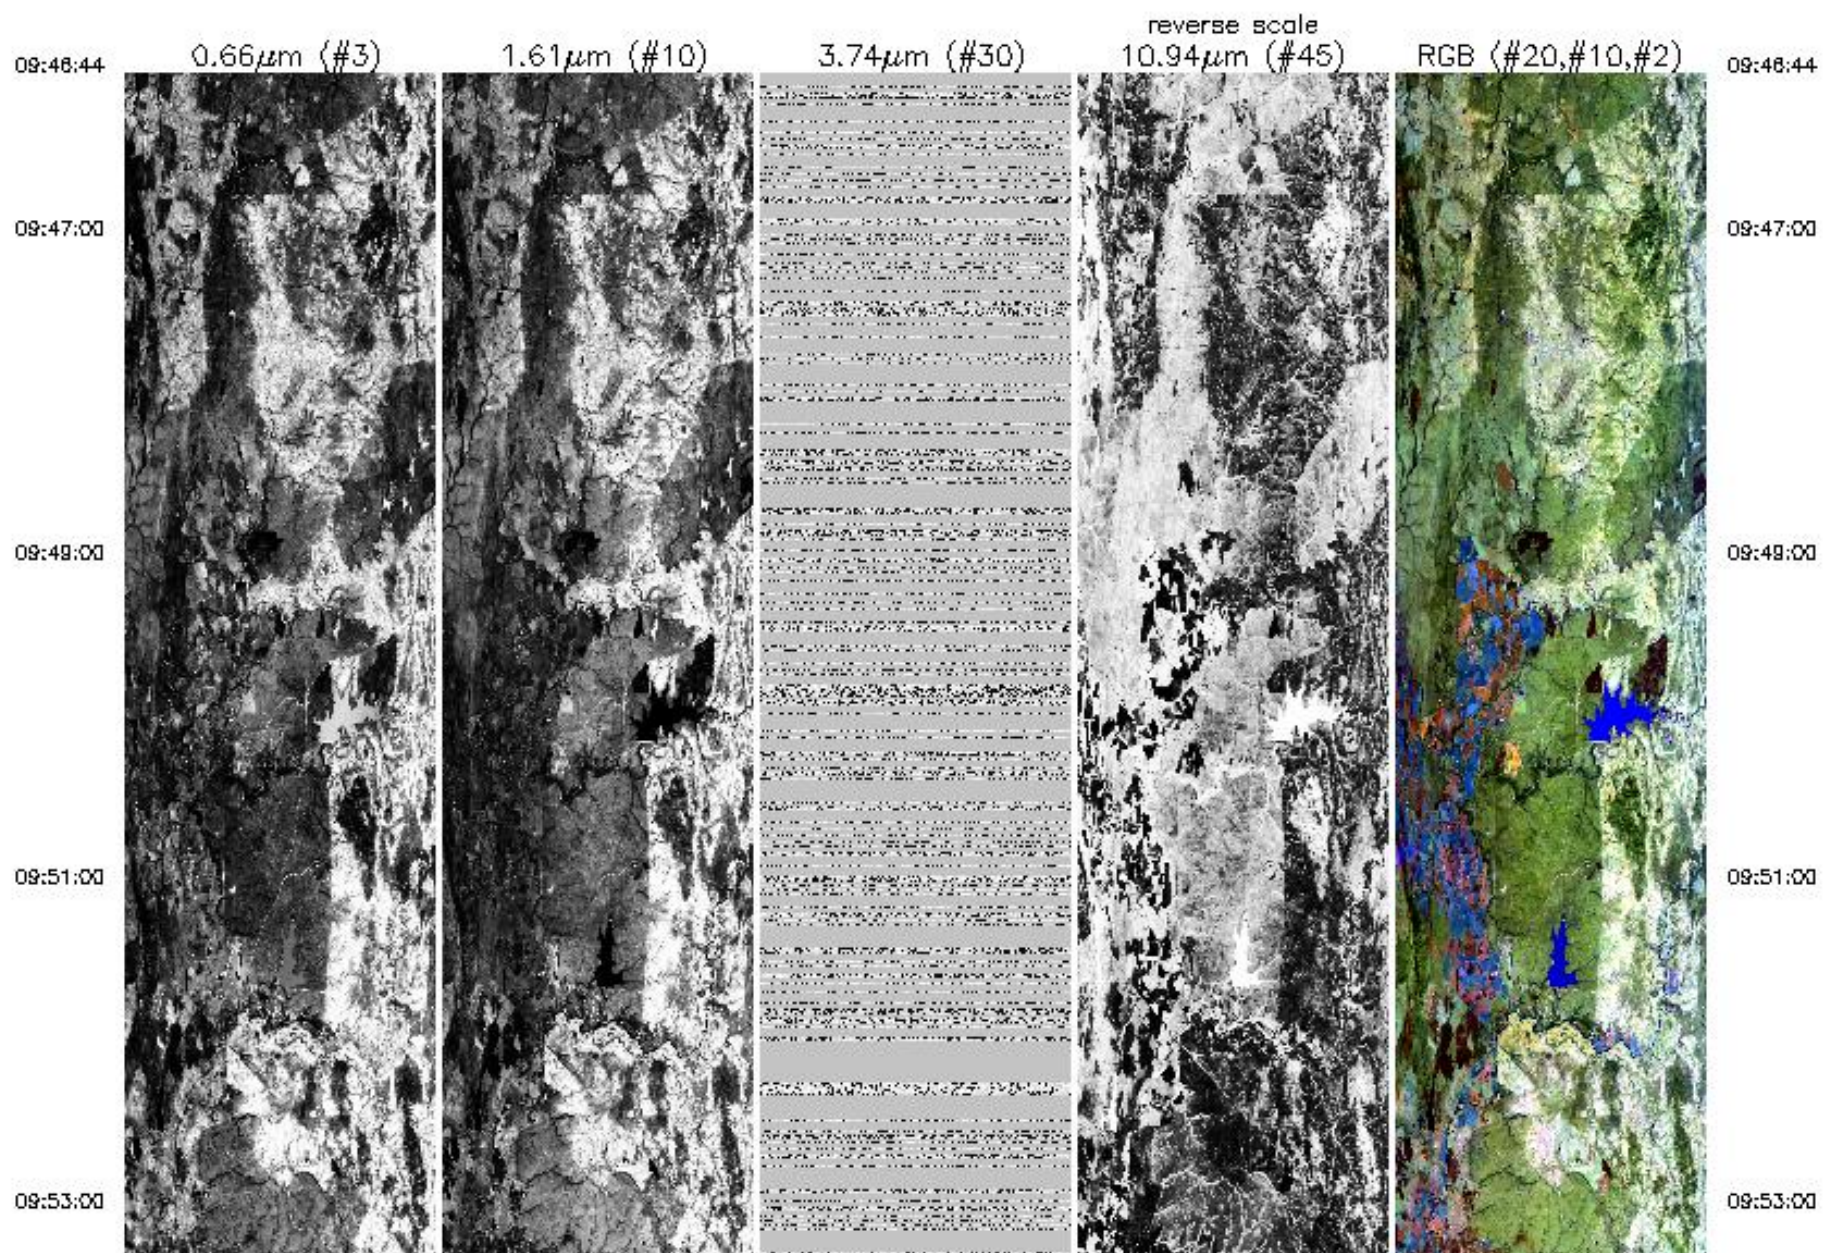 reverse scale
0.66μm (#3) 1.61μm (#10) 3.74μm (#30) 10.94μm (#45) RGB (#20,#10,#2)
09:46:44 09:46:44
09:47:00 09:47:00
09:49:00 09:49:00
09:51:00 09:51:00
09:53:00 09:53:00